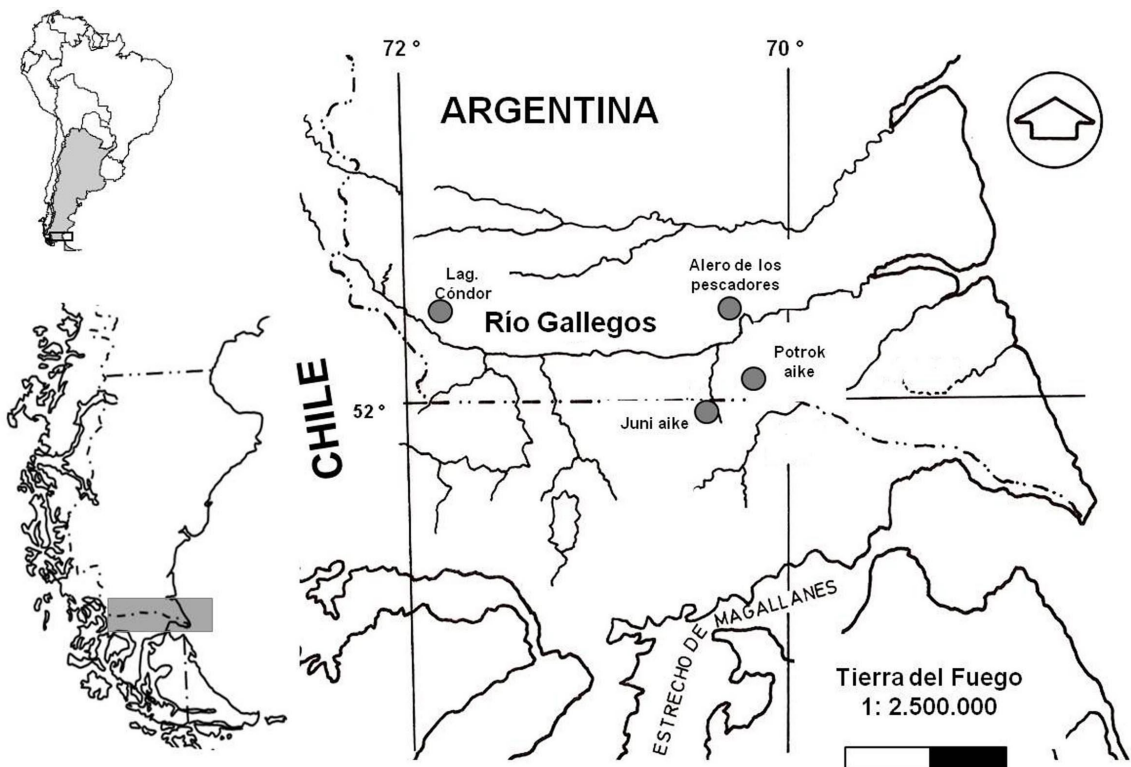 72 °
70 °
ARGENTINA
Lag.
Cóndor
Alero de los
pescadores
Río Gallegos
Potrok
aike
52 °
Juni aike
CHILE
ESTRECHO DE MAGALLANES
Tierra del Fuego
1: 2.500.000